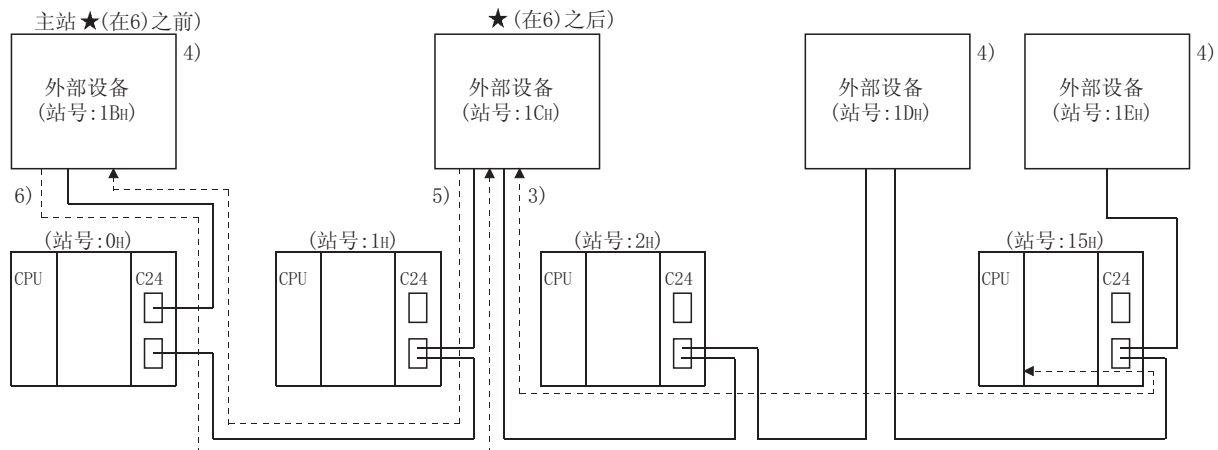 主站★(在6)之前)
★(在6)之后)
4)
外部设备
(站号:1BH)
外部设备
(站号:1CH)
4)
外部设备
(站号:1DH)
4)
外部设备
(站号:1EH)
6)
5)
3)
(站号:0H)
(站号:1H)
(站号:2H)
(站号:15H)
CPU
C24
CPU
C24
CPU
C24
CPU
C24